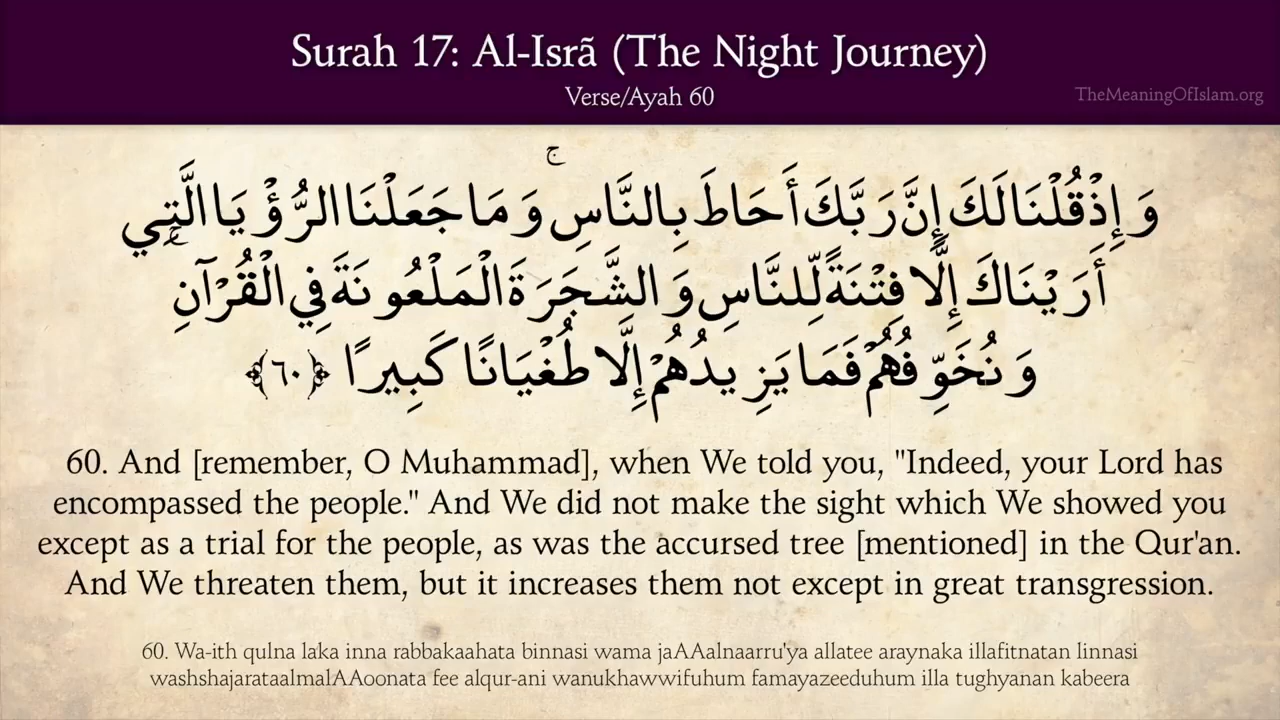 Surah 17: Al-Isrã (The Night Journey)
Verse/Ayah 60
TheMeaningOfIslam.org
وَإِذْ قُلْنَا لَكَ إِنَّ رَبَّكَ أَحَاطَ بِالنَّاسِ ۚ وَمَا جَعَلْنَا الرُّؤْيَا الَّتِي
أَرَيْنَاكَ إِلَّا فِتْنَةً لِّلنَّاسِ وَالشَّجَرَةَ الْمَلْعُونَةَ فِي الْقُرْآنِ ۚ
وَنُخَوِّفُهُمْ فَمَا يَزِيدُهُمْ إِلَّا طُغْيَانًا كَبِيرًا ﴿٦٠﴾
60. And [remember, O Muhammad], when We told you, "Indeed, your Lord has
encompassed the people." And We did not make the sight which We showed you
except as a trial for the people, as was the accursed tree [mentioned] in the Qur'an.
And We threaten them, but it increases them not except in great transgression.
60. Wa-ith qulna laka inna rabbakaahata binnasi wama jaAAalnaarru'ya allatee araynaka illafitnatan linnasi
washshajarataalmalAAoonata fee alqur-ani wanukhawwifuhum famayazeeduhum illa tughyanan kabeera